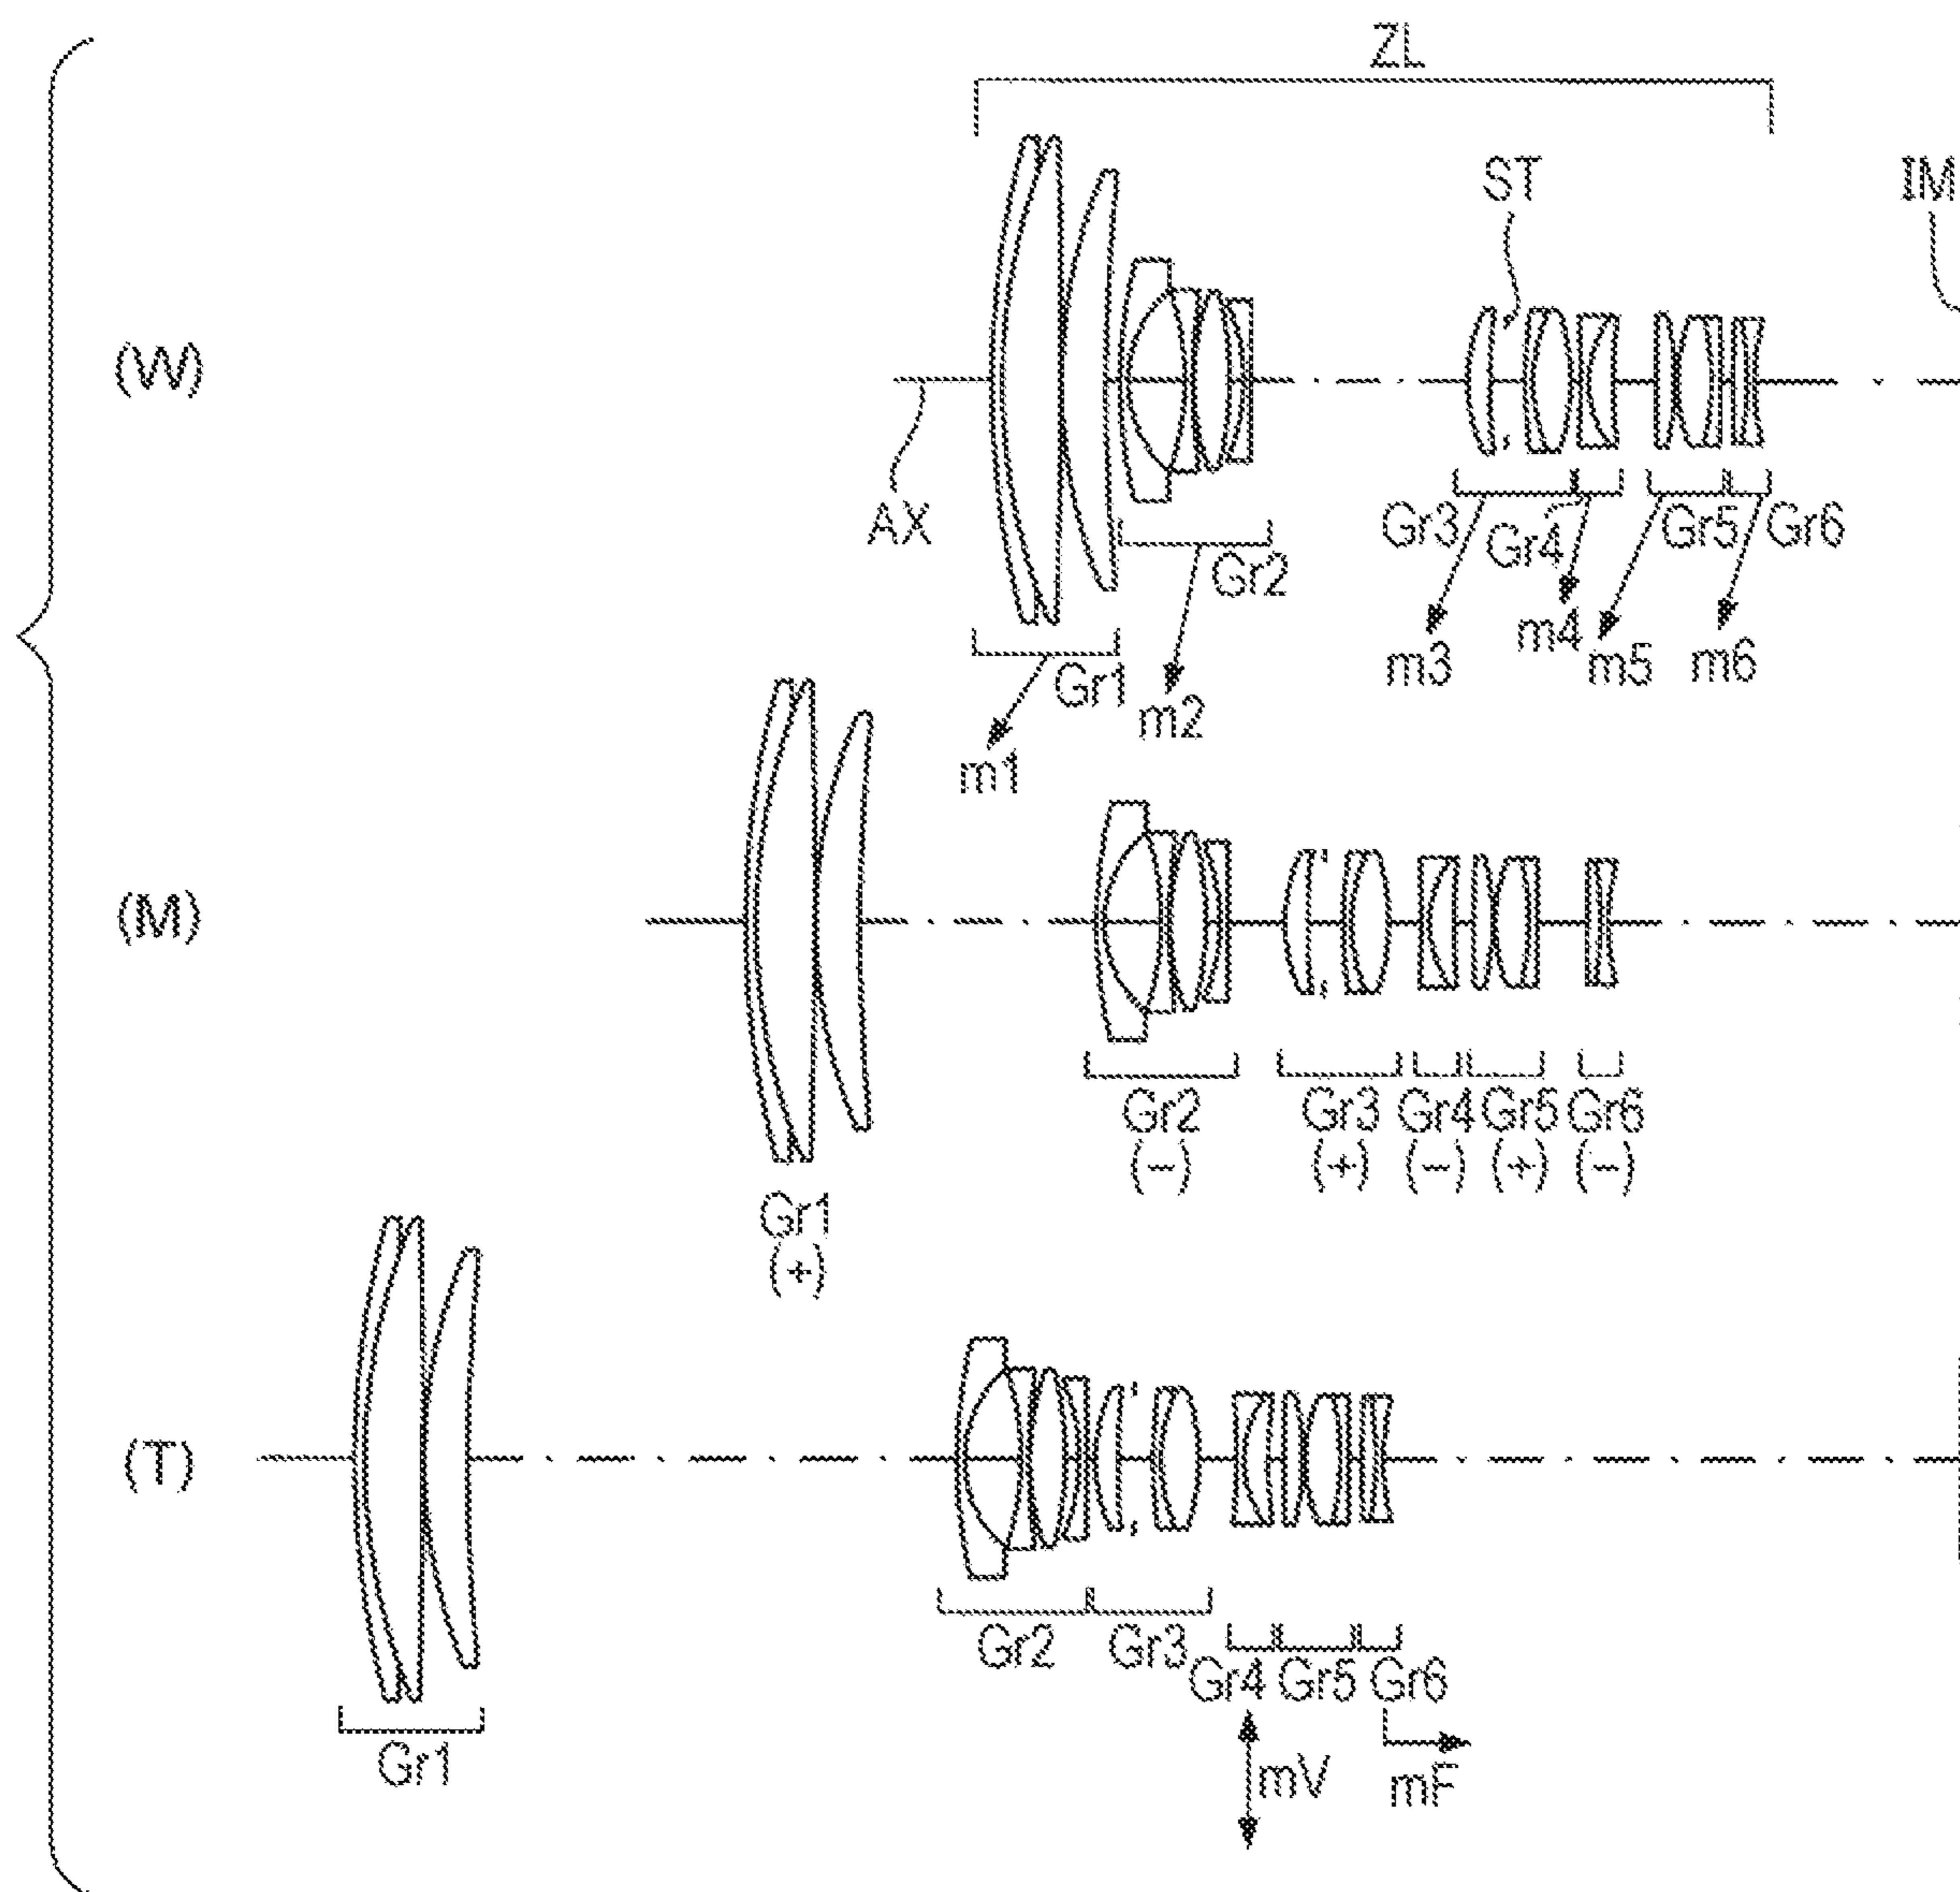 ZL
ST
IM
(W)
AX
Gr3 Gr4 Gr5 Gr6
Gr2
m4
m3 m5 m6
Gr1 m2
m1
(M)
Gr2 Gr3 Gr4 Gr5 Gr6
(−) (+) (−) (+) (−)
Gr1
(+)
(T)
Gr2 Gr3
Gr4 Gr5 Gr6
Gr1
mV mF